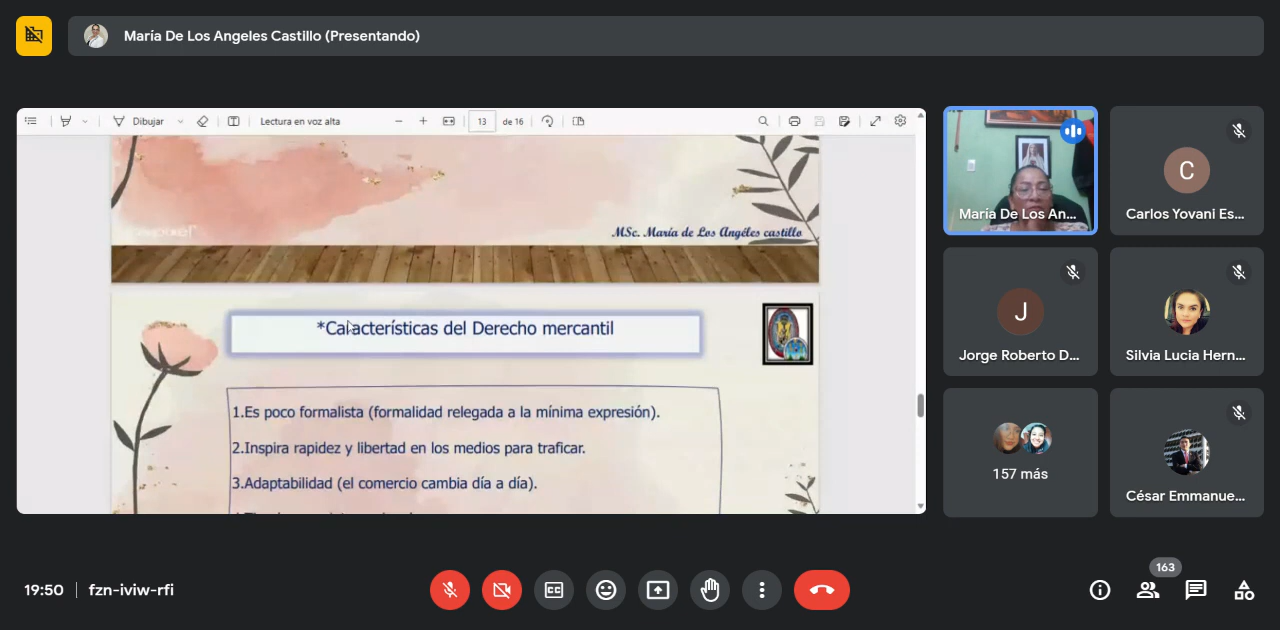 María De Los Angeles Castillo (Presentando)
Dibujar
Lectura en voz alta
13
de 16
MSc. María de Los Angéles castillo
*Características del Derecho mercantil
1.Es poco formalista (formalidad relegada a la mínima expresión).
2.Inspira rapidez y libertad en los medios para traficar.
3.Adaptabilidad (el comercio cambia día a día).
María De Los An...
Carlos Yovani Es...
J
Jorge Roberto D...
C
Silvia Lucia Hern...
157 más
César Emmanue...
19:50
fzn-iviw-rfi
CC
163